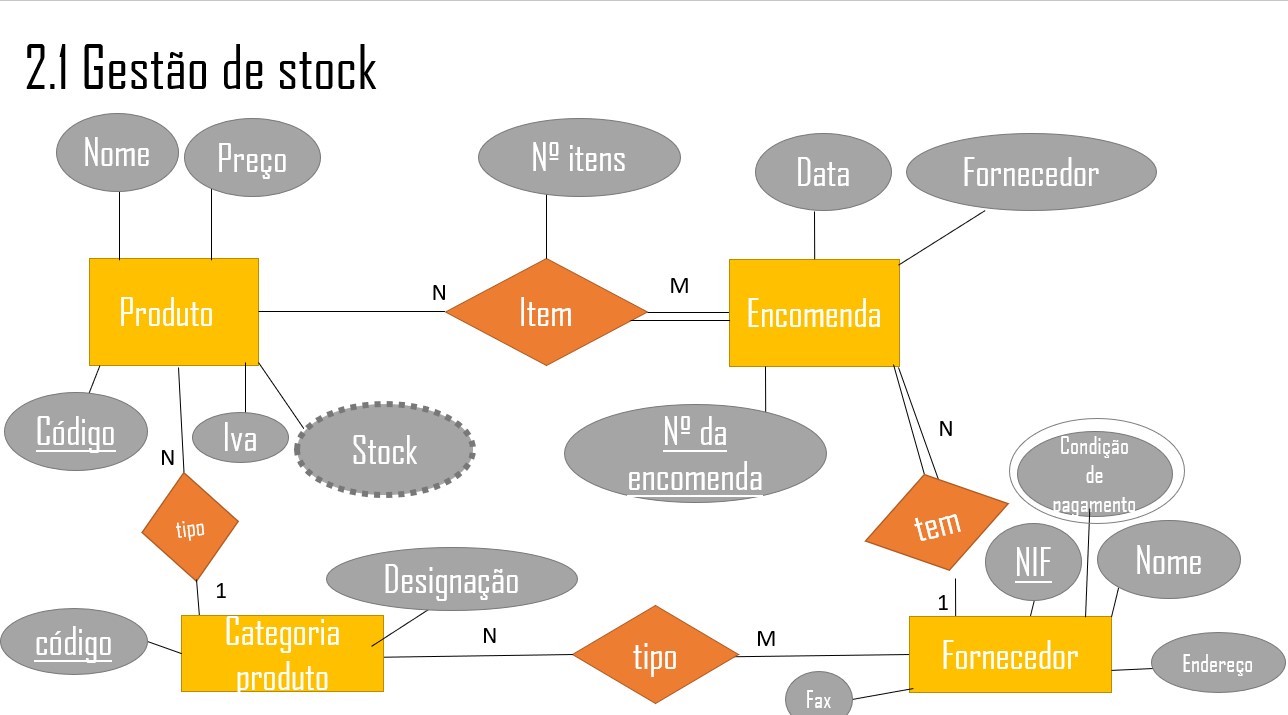 2.1 Gestão de stock
Nome
Preço
Nº itens
Data
Fornecedor
Produto
N
Item
M
Encomenda
Código
Iva
Stock
Nº da
encomenda
N
N
Condição
de
pagamento
tipo
tem
NIF
Nome
Designação
1
1
código
Categoria
produto
N
tipo
M
Fornecedor
Endereço
Fax